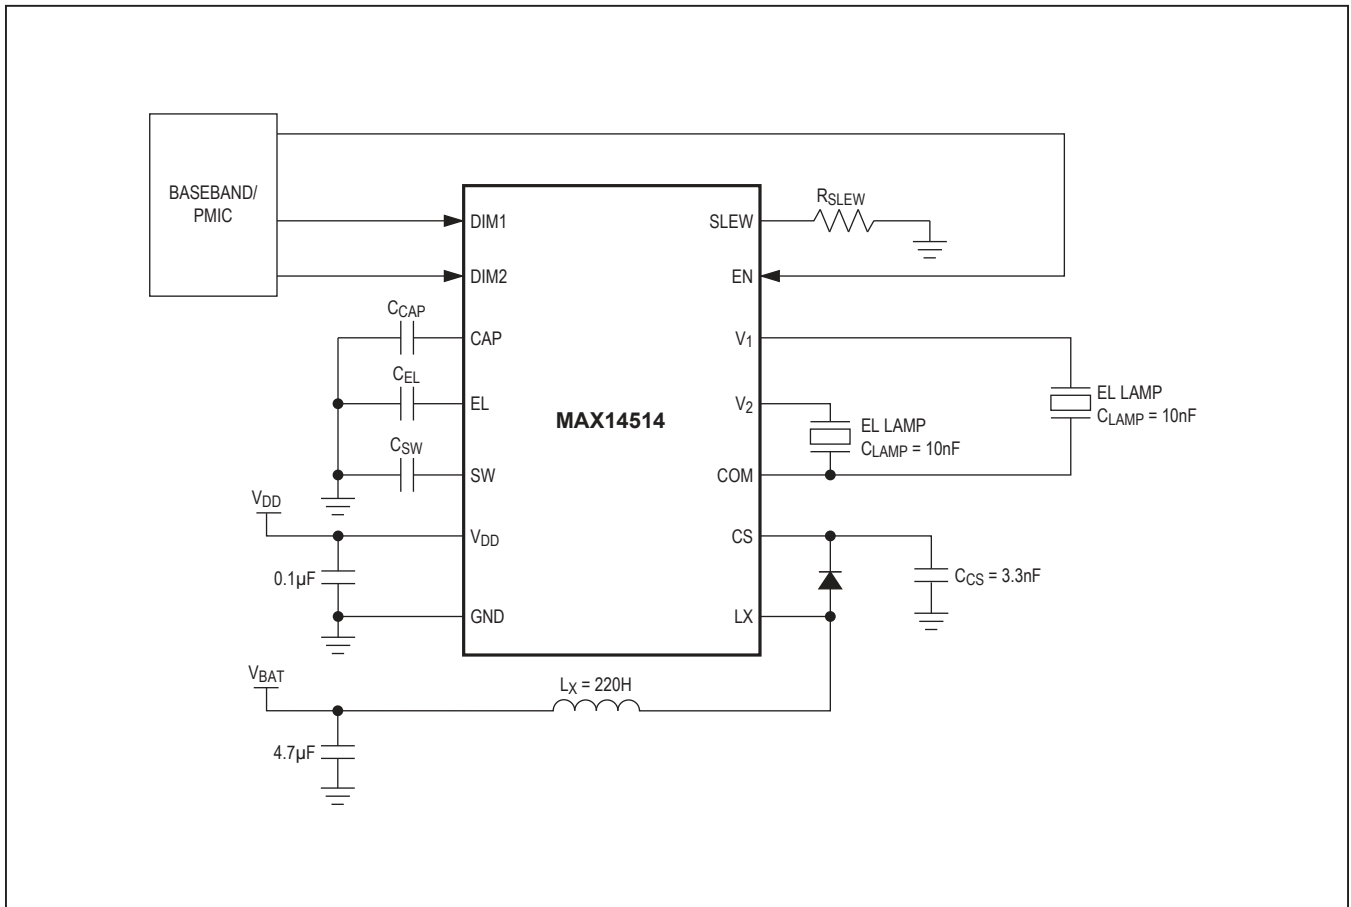 BASEBAND/
PMIC
DIM1
DIM2
CAP
EL
SW
VDD
GND
MAX14514
SLEW
EN
V1
V2
COM
CS
LX
RSLEW
CCAP
CEL
CSW
VDD
0.1µF
VBAT
4.7µF
LX = 220H
EL LAMP
CLAMP = 10nF
EL LAMP
CLAMP = 10nF
CCS = 3.3nF